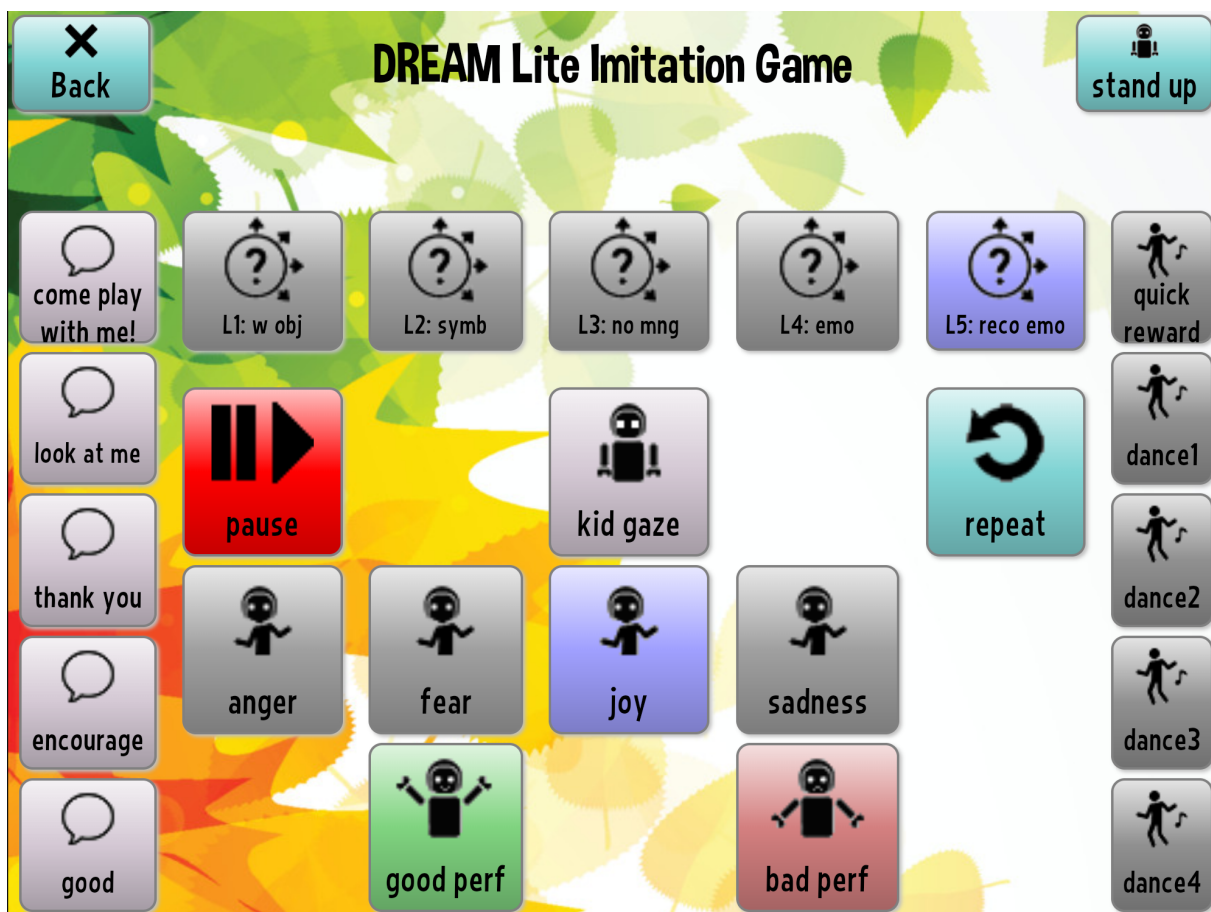 Back
DREAM Lite Imitation Game
stand up
come play
with me!
?
L1: w obj
?
L2: symb
?
L3: no mng
?
L4: emo
?
L5: reco emo
quick
reward
look at me
pause
kid gaze
repeat
dance1
thank you
dance2
anger
fear
joy
sadness
encourage
dance3
good
good perf
bad perf
dance4